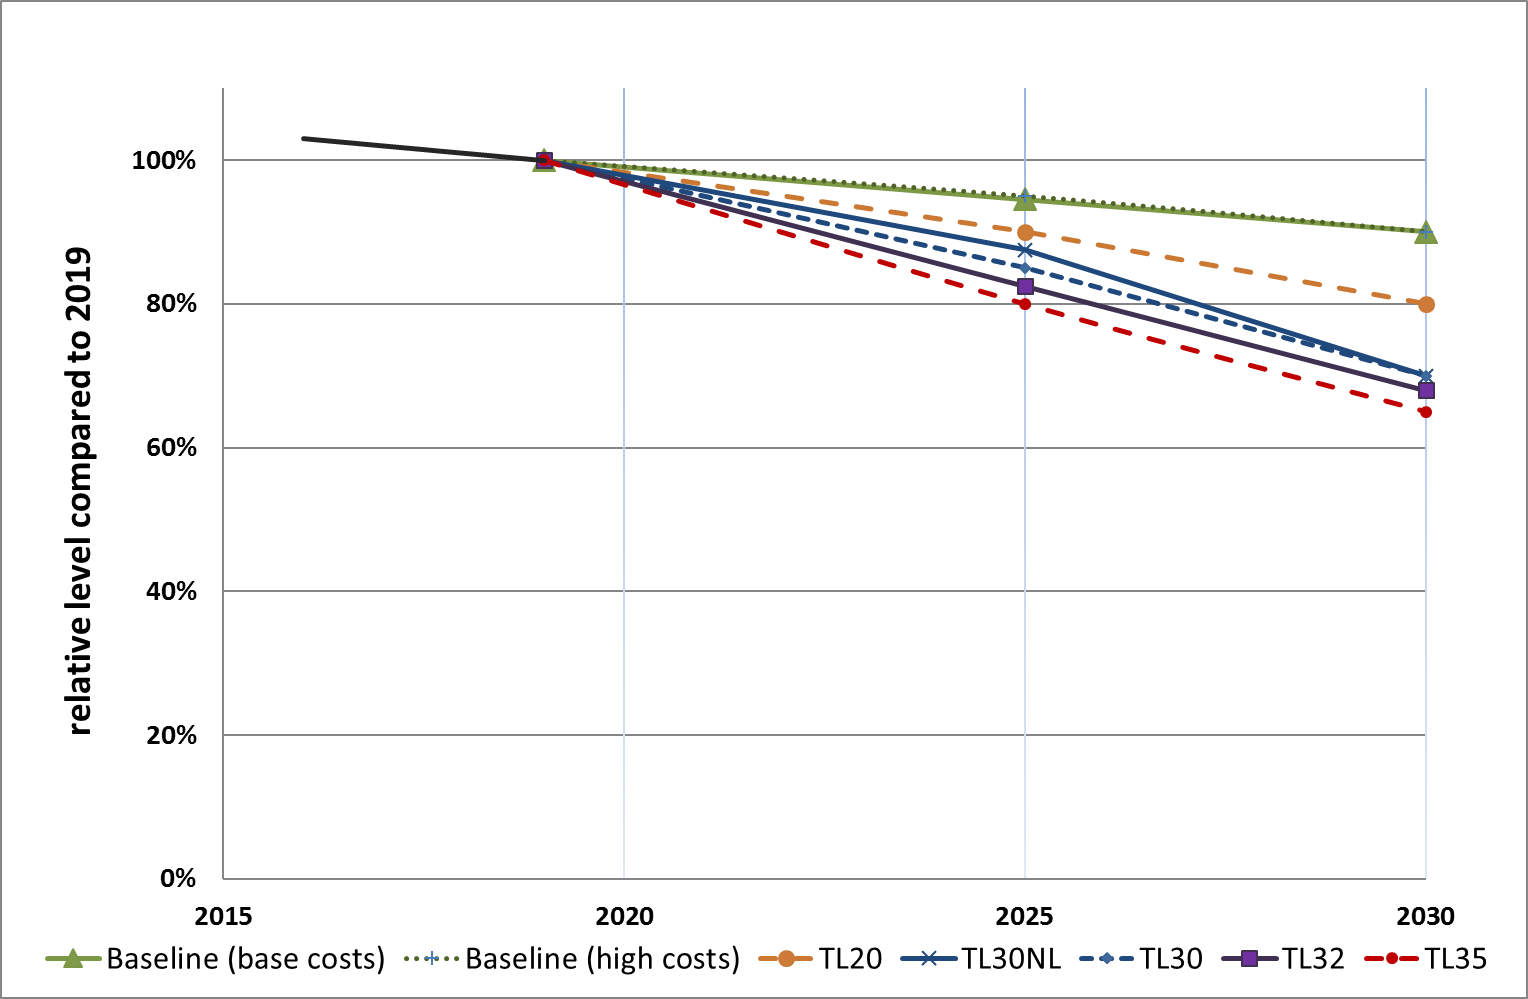 relative level compared to 2019
100%
80%
60%
40%
20%
0%
2015 2020 2025 2030
Baseline (base costs) Baseline (high costs) TL20 TL30NL TL30 TL32 TL35